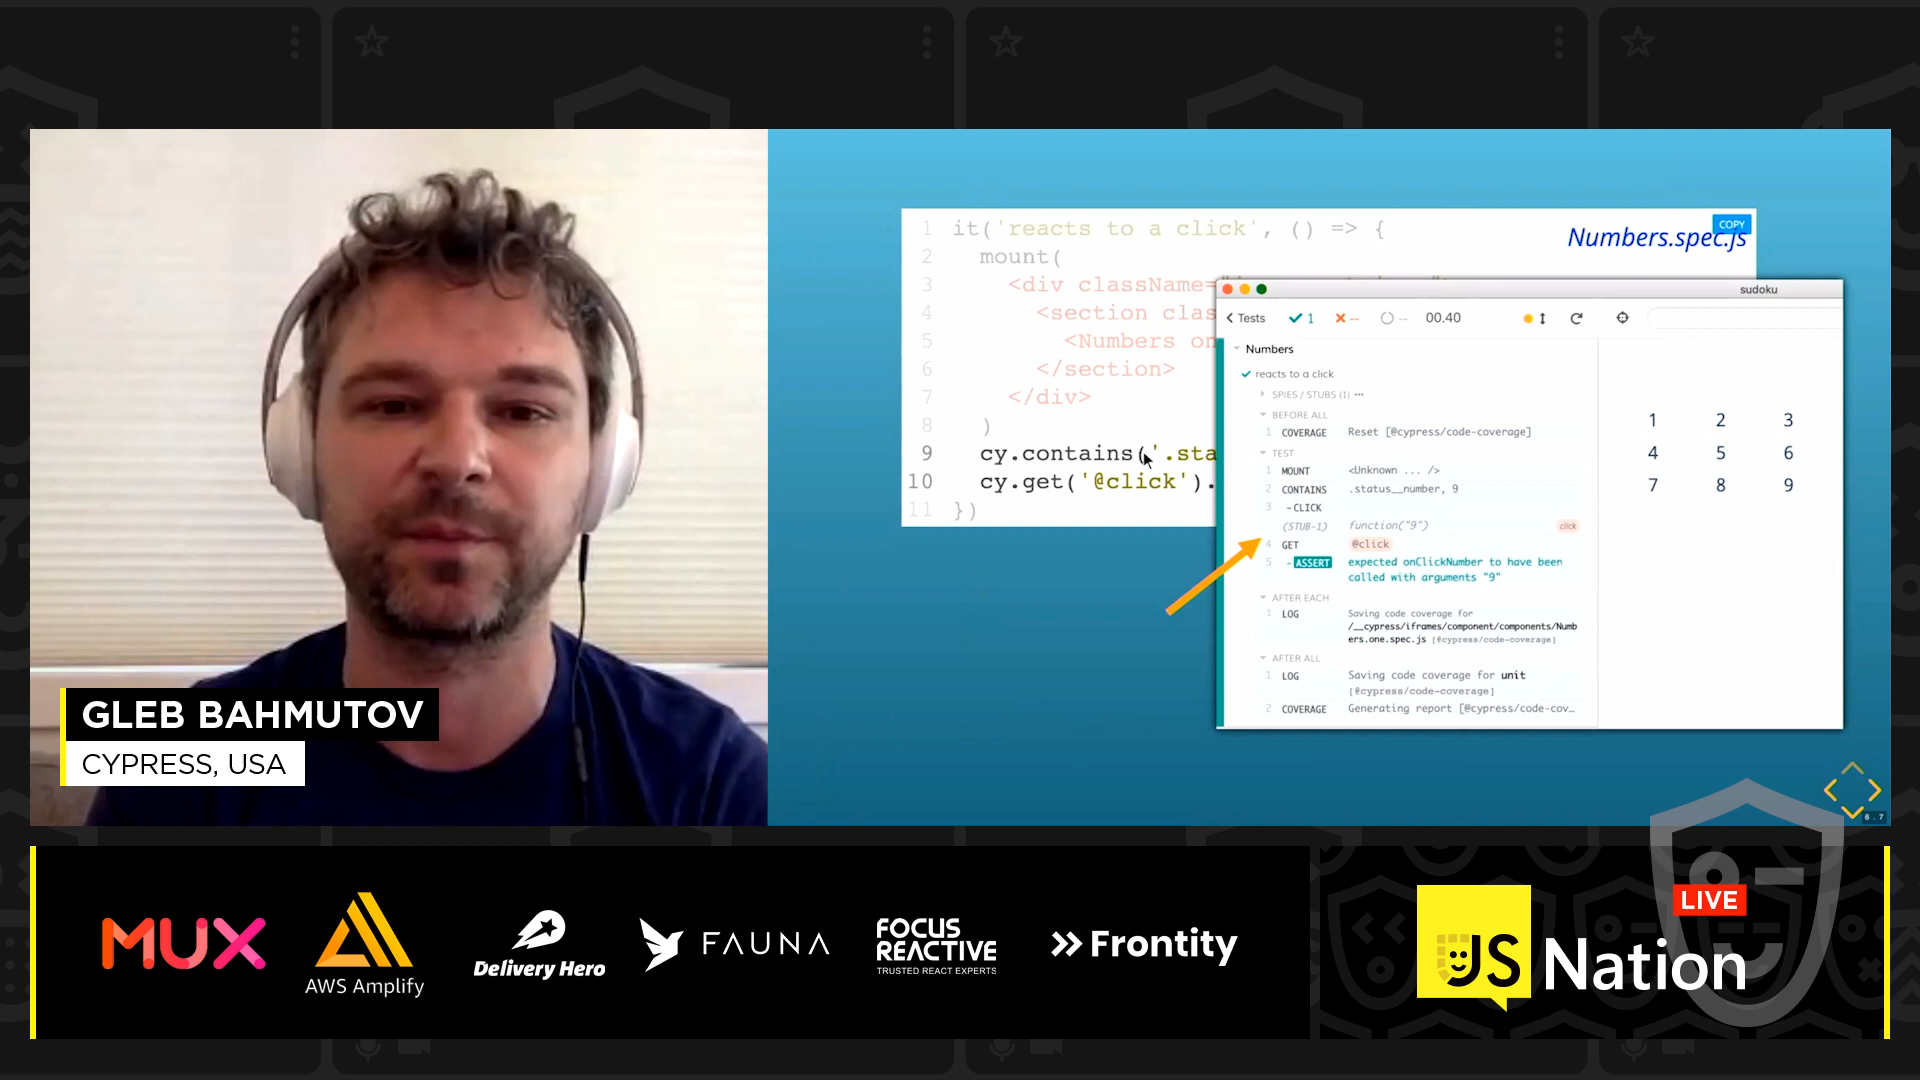 1 it('reacts to a click', () => {
COPY
Numbers.spec.js
2 mount(
3 <div className=
4 <section clas
5 <Numbers on
6 </section>
7 </div>
8 )
9 cy.contains('.sta
10 cy.get('@click').
11 })
sudoku
Tests 1 -- -- 00.40
Numbers
reacts to a click
SPIES / STUBS (1)
BEFORE ALL
1 COVERAGE Reset [@cypress/code-coverage]
TEST
1 MOUNT <Unknown ... />
2 CONTAINS .status__number, 9
3 -CLICK
(STUB-1) function("9") click
4 GET @click
5 -ASSERT expected onClickNumber to have been
called with arguments "9"
AFTER EACH
1 LOG Saving code coverage for
/__cypress/iframes/component/components/Numb
ers.one.spec.js [@cypress/code-coverage]
AFTER ALL
1 LOG Saving code coverage for unit
[@cypress/code-coverage]
2 COVERAGE Generating report [@cypress/code-cov…
1 2 3
4 5 6
7 8 9
6.7
GLEB BAHMUTOV
CYPRESS, USA
MUX
AWS Amplify
Delivery Hero
FAUNA
FOCUS
REACTIVE
TRUSTED REACT EXPERTS
Frontity
LIVE
JS Nation